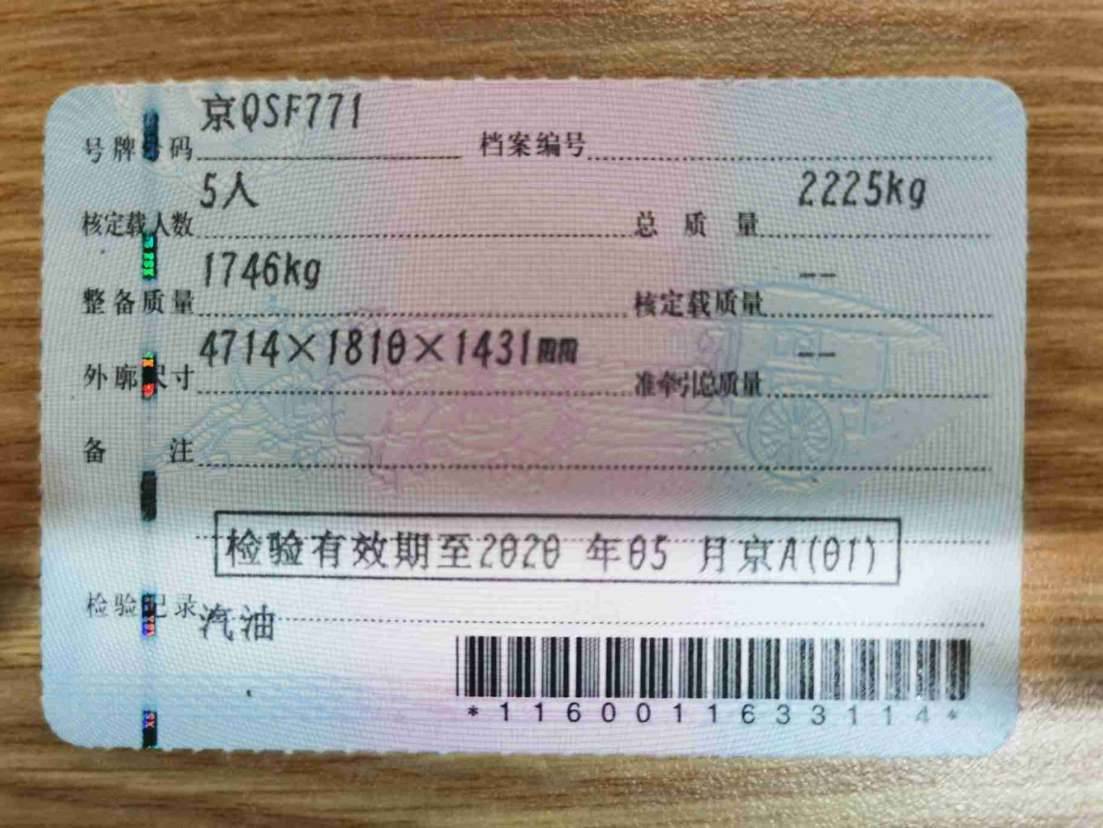 号牌号码 京QSF771 档案编号
核定载人数 5人 总质量 2225kg
整备质量 1746kg 核定载质量 --
外廓尺寸 4714×1810×1431mm 准牵引总质量 --
备注
检验有效期至2020 年05 月京A(01)
检验记录 汽油
*1160011633114*